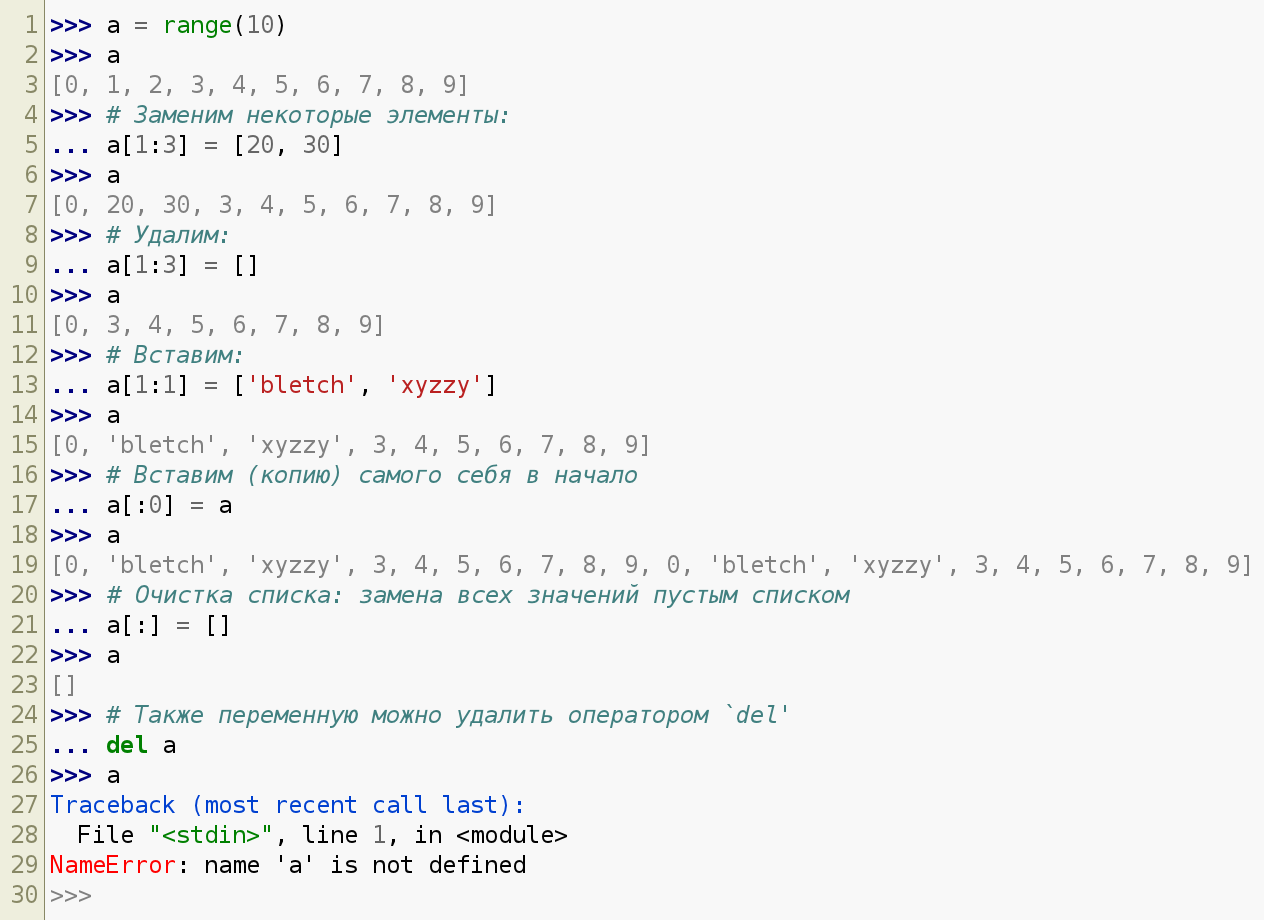 1 >>> a = range(10)
2 >>> a
3 [0, 1, 2, 3, 4, 5, 6, 7, 8, 9]
4 >>> # Заменим некоторые элементы:
5 ... a[1:3] = [20, 30]
6 >>> a
7 [0, 20, 30, 3, 4, 5, 6, 7, 8, 9]
8 >>> # Удалим:
9 ... a[1:3] = []
10 >>> a
11 [0, 3, 4, 5, 6, 7, 8, 9]
12 >>> # Вставим:
13 ... a[1:1] = ['bletch', 'xyzzy']
14 >>> a
15 [0, 'bletch', 'xyzzy', 3, 4, 5, 6, 7, 8, 9]
16 >>> # Вставим (копию) самого себя в начало
17 ... a[:0] = a
18 >>> a
19 [0, 'bletch', 'xyzzy', 3, 4, 5, 6, 7, 8, 9, 0, 'bletch', 'xyzzy', 3, 4, 5, 6, 7, 8, 9]
20 >>> # Очистка списка: замена всех значений пустым списком
21 ... a[:] = []
22 >>> a
23 []
24 >>> # Также переменную можно удалить оператором `del'
25 ... del a
26 >>> a
27 Traceback (most recent call last):
28   File "<stdin>", line 1, in <module>
29 NameError: name 'a' is not defined
30 >>>